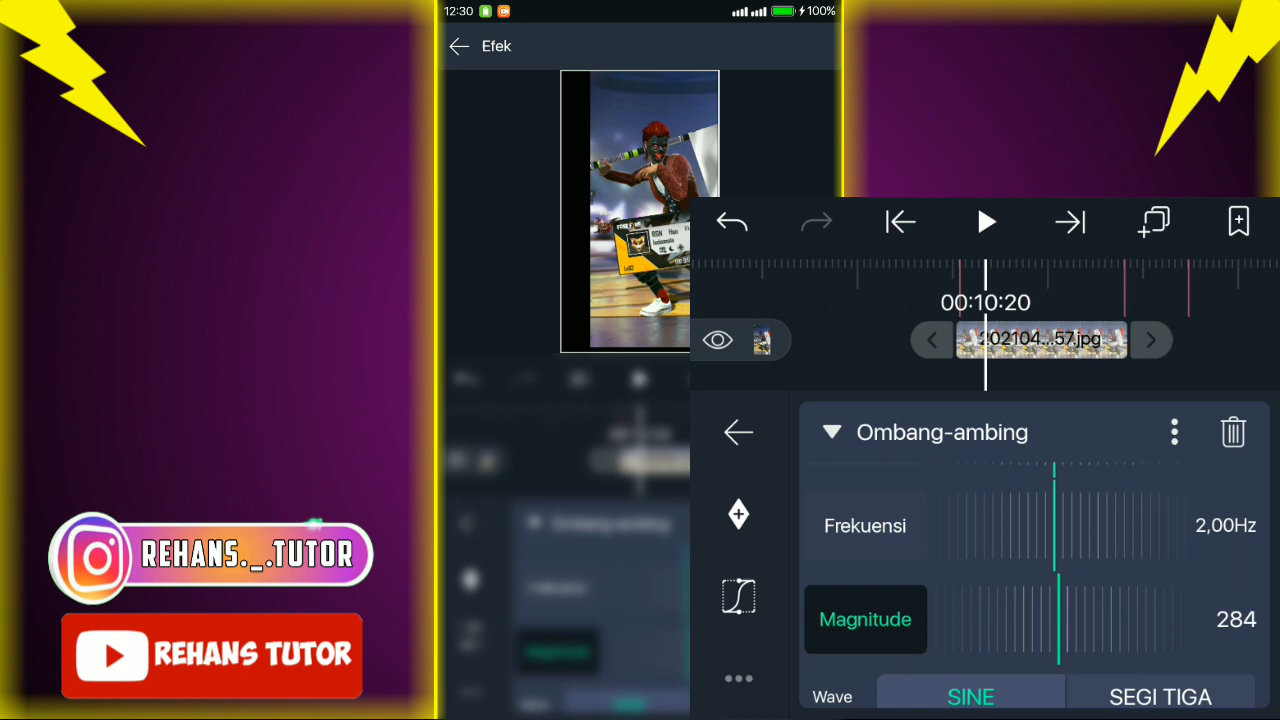 12:30
100%
Efek
00:10:20
202104...57.jpg
Ombang-ambing
Frekuensi
2,00Hz
Magnitude
284
Wave
SINE
SEGI TIGA
REHANS._.TUTOR
REHANS TUTOR